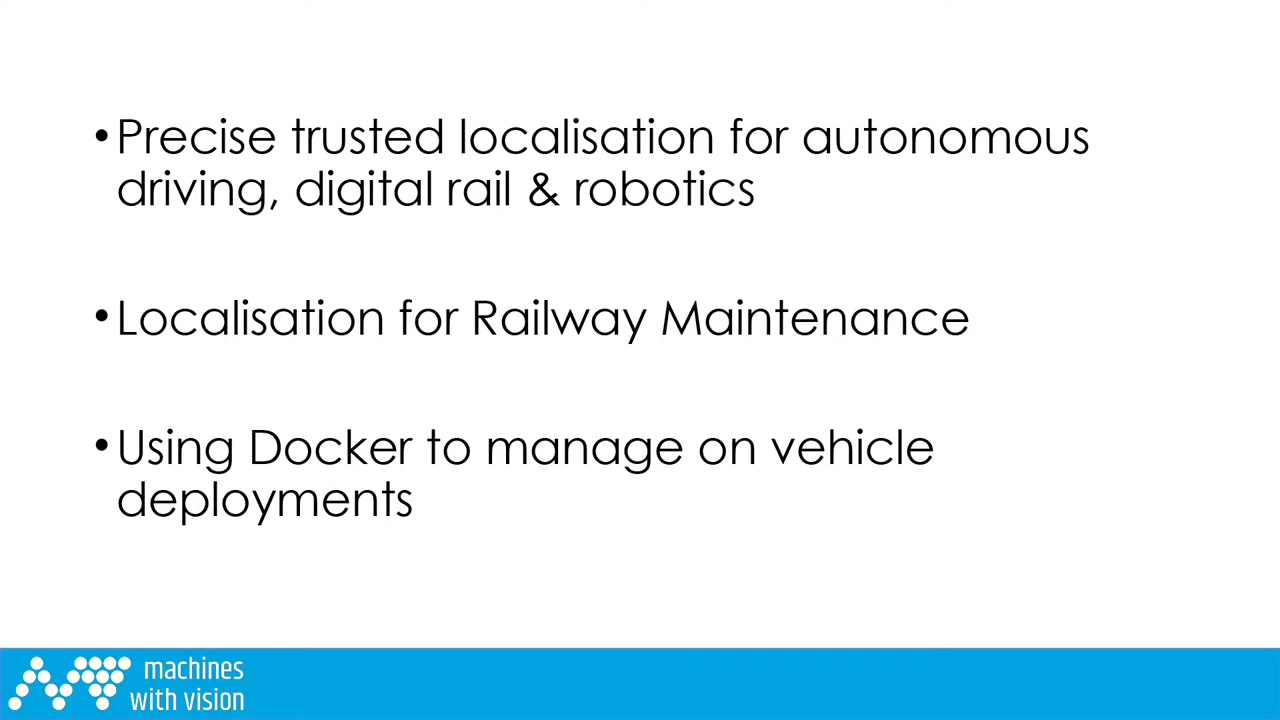 •Precise trusted localisation for autonomous
driving, digital rail & robotics
•Localisation for Railway Maintenance
•Using Docker to manage on vehicle
deployments
machines
with vision